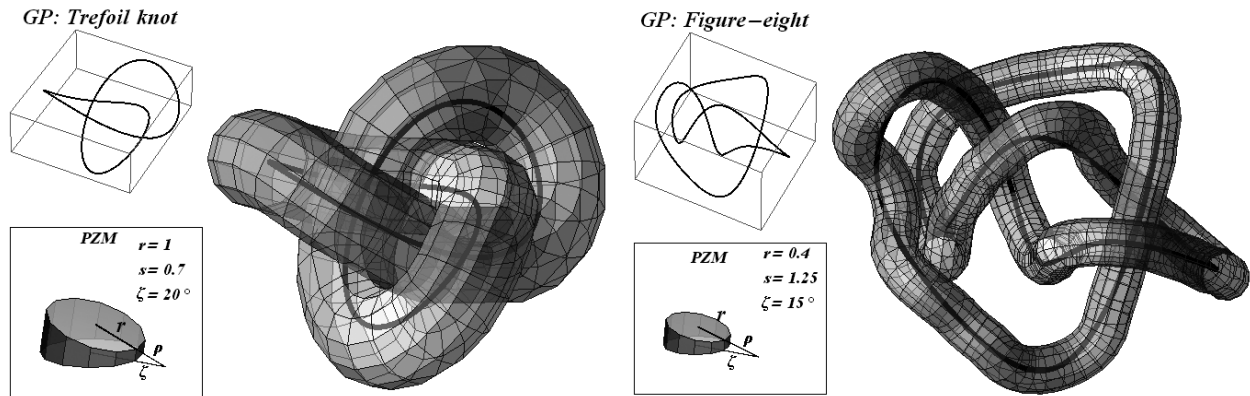 GP: Trefoil knot
PZM
r = 1
s = 0.7
ζ = 20 °
r
ρ
ζ
GP: Figure−eight
PZM
r = 0.4
s = 1.25
ζ = 15 °
r
ρ
ζ